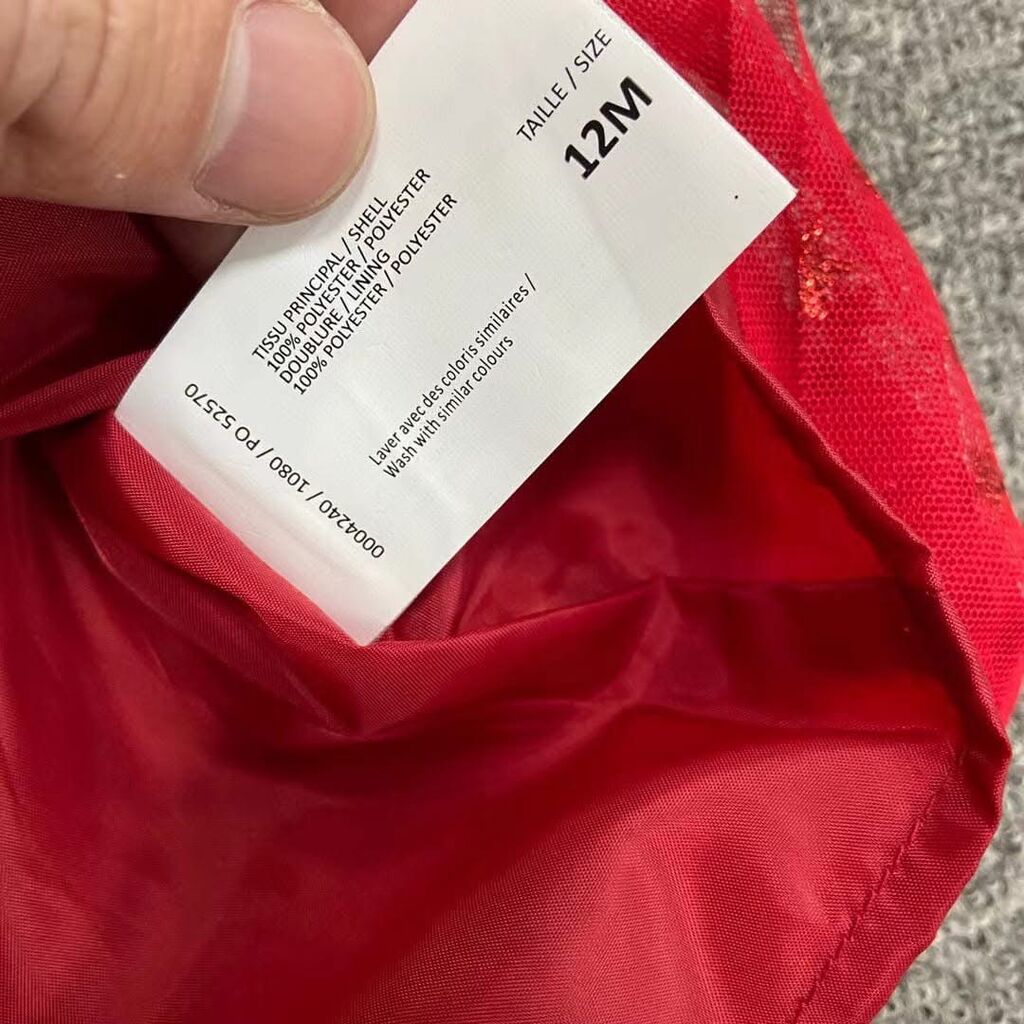 TAILLE / SIZE
12M
TISSU PRINCIPAL / SHELL
100% POLYESTER / POLYESTER
DOUBLURE / LINING
100% POLYESTER / POLYESTER
Laver avec des coloris similaires /
Wash with similar colours
0004240 / 1080 / PO 52570